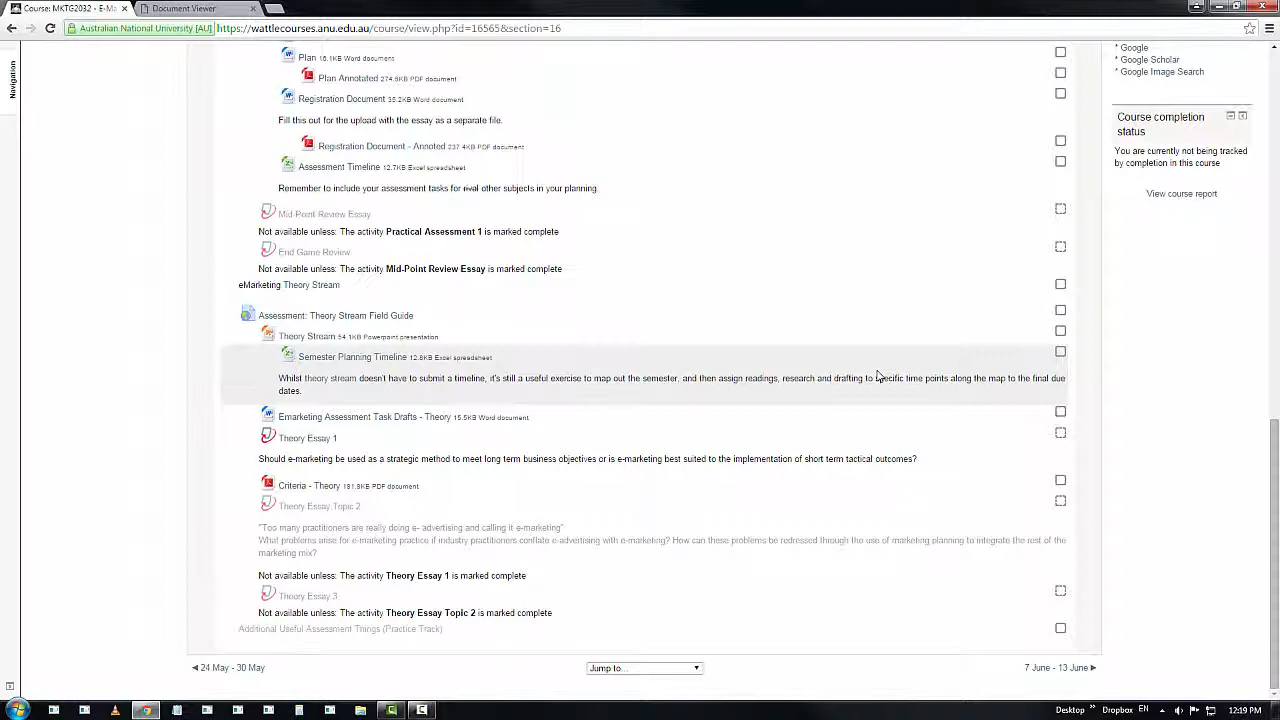 Course: MKTG2032 - E-Ma
Document Viewer
Australian National University [AU]
https://wattlecourses.anu.edu.au/course/view.php?id=16565&section=16
Navigation
Plan 16.1KB Word document
Plan Annotated 274.6KB PDF document
Registration Document 35.2KB Word document
Fill this out for the upload with the essay as a separate file.
Registration Document - Annoted 237.4KB PDF document
Assessment Timeline 12.7KB Excel spreadsheet
Remember to include your assessment tasks for rival other subjects in your planning.
Mid-Point Review Essay
Not available unless: The activity Practical Assessment 1 is marked complete
End Game Review
Not available unless: The activity Mid-Point Review Essay is marked complete
eMarketing Theory Stream
Assessment: Theory Stream Field Guide
Theory Stream 54.1KB Powerpoint presentation
Semester Planning Timeline 12.8KB Excel spreadsheet
Whilst theory stream doesn't have to submit a timeline, it's still a useful exercise to map out the semester, and then assign readings, research and drafting to specific time points along the map to the final due
dates.
Emarketing Assessment Task Drafts - Theory 15.5KB Word document
Theory Essay 1
Should e-marketing be used as a strategic method to meet long term business objectives or is e-marketing best suited to the implementation of short term tactical outcomes?
Criteria - Theory 181.8KB PDF document
Theory Essay Topic 2
"Too many practitioners are really doing e- advertising and calling it e-marketing"
What problems arise for e-marketing practice if industry practitioners conflate e-advertising with e-marketing? How can these problems be redressed through the use of marketing planning to integrate the rest of the
marketing mix?
Not available unless: The activity Theory Essay 1 is marked complete
Theory Essay 3
Not available unless: The activity Theory Essay Topic 2 is marked complete
Additional Useful Assessment Things (Practice Track)
◀ 24 May - 30 May
Jump to...
7 June - 13 June ▶
* Google
* Google Scholar
* Google Image Search
Course completion
status
You are currently not being tracked
by completion in this course
View course report
Desktop
Dropbox
EN
12:19 PM